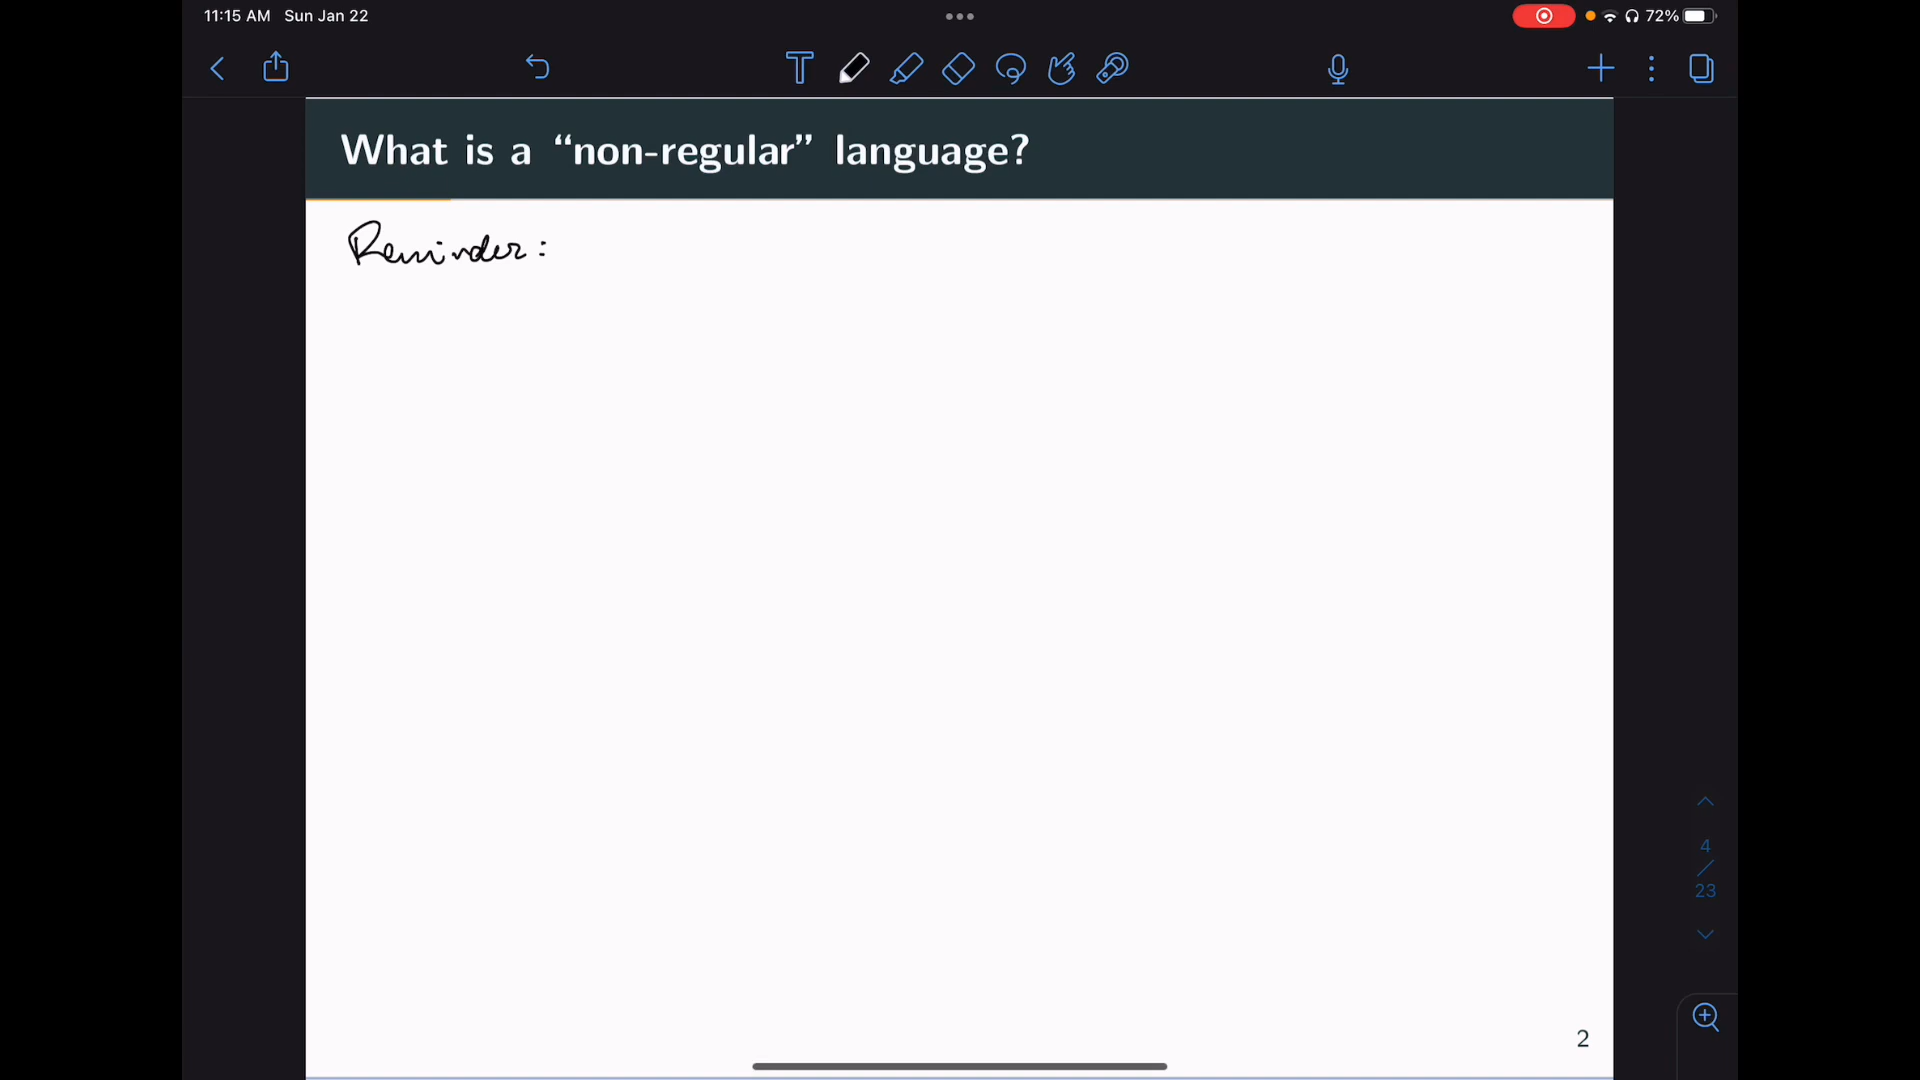 11:15 AM Sun Jan 22
72%
What is a “non-regular” language?
Reminder:
4
23
2